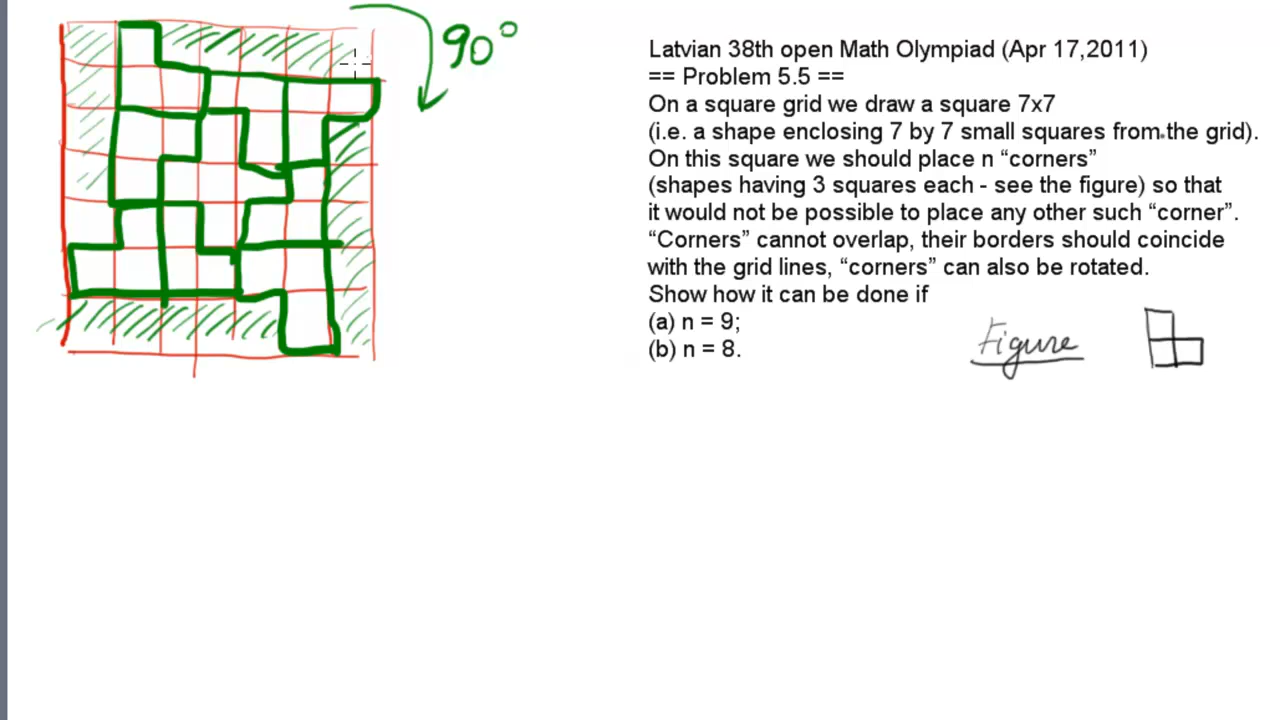 90°
Latvian 38th open Math Olympiad (Apr 17,2011)
== Problem 5.5 ==
On a square grid we draw a square 7x7
(i.e. a shape enclosing 7 by 7 small squares from the grid).
On this square we should place n “corners”
(shapes having 3 squares each - see the figure) so that
it would not be possible to place any other such “corner”.
“Corners” cannot overlap, their borders should coincide
with the grid lines, “corners” can also be rotated.
Show how it can be done if
(a) n = 9;
(b) n = 8.
Figure